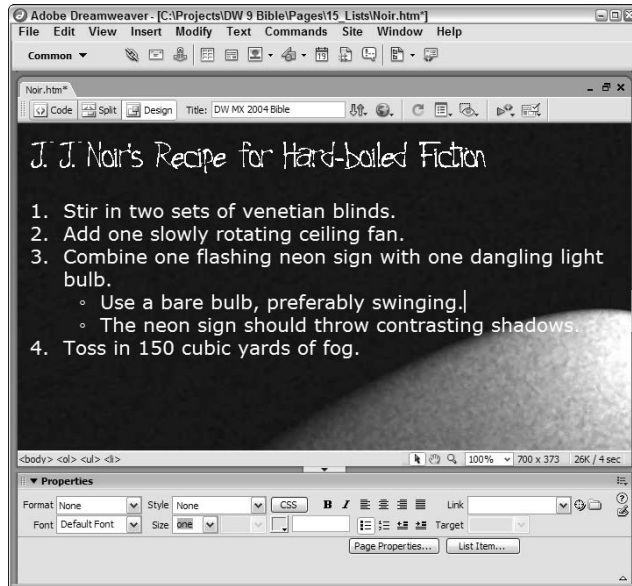 Adobe Dreamweaver - [C:\Projects\DW 9 Bible\Pages\15_Lists\Noir.htm*]
File Edit View Insert Modify Text Commands Site Window Help
Common
Noir.htm*
Code Split Design Title: DW MX 2004 Bible
J. J. Noir's Recipe for Hard-boiled Fiction
1. Stir in two sets of venetian blinds.
2. Add one slowly rotating ceiling fan.
3. Combine one flashing neon sign with one dangling light
bulb.
◦ Use a bare bulb, preferably swinging.
◦ The neon sign should throw contrasting shadows.
4. Toss in 150 cubic yards of fog.
<body> <ol> <ul> <li> 100% 700 x 373 26K / 4 sec
Properties
Format None Style None CSS B I Link
Font Default Font Size one Target
Page Properties... List Item...